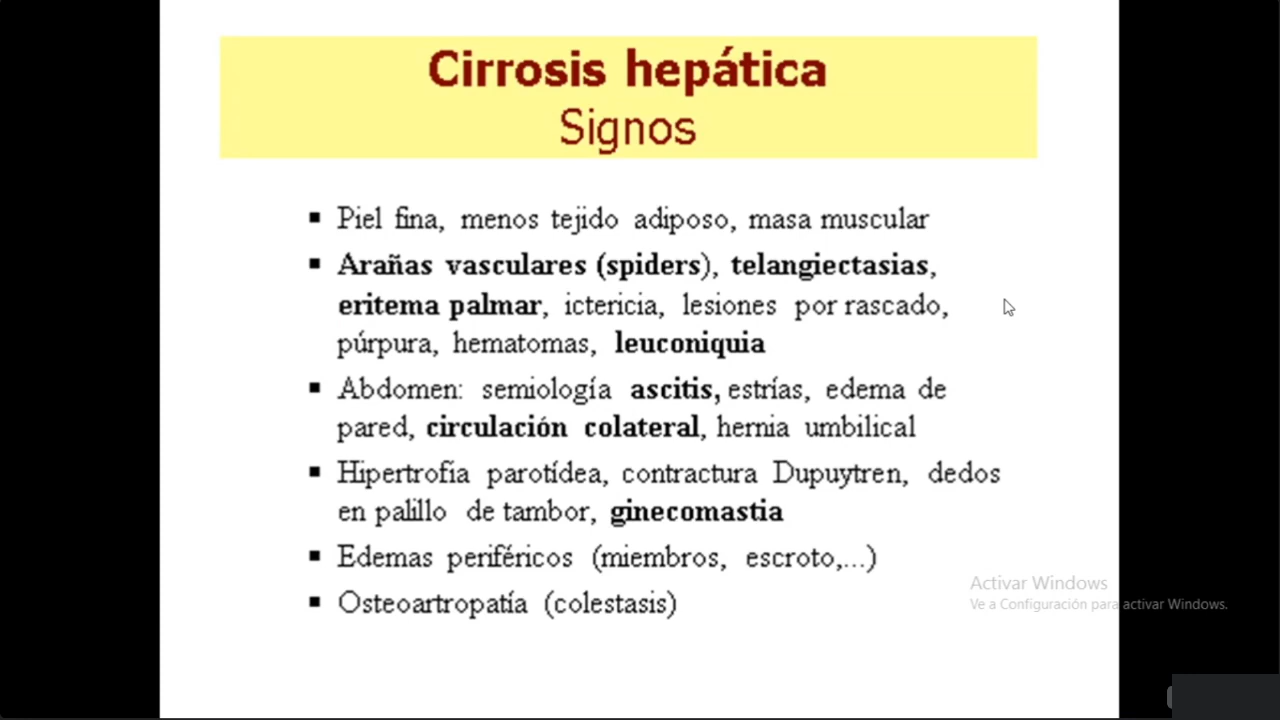 Cirrosis hepática
Signos
▪ Piel fina, menos tejido adiposo, masa muscular
▪ Arañas vasculares (spiders), telangiectasias,
eritema palmar, ictericia, lesiones por rascado,
púrpura, hematomas, leuconiquia
▪ Abdomen: semiología ascitis, estrías, edema de
pared, circulación colateral, hernia umbilical
▪ Hipertrofía parotídea, contractura Dupuytren, dedos
en palillo de tambor, ginecomastia
▪ Edemas periféricos (miembros, escroto,...)
▪ Osteoartropatía (colestasis)
Activar Windows
Ve a Configuración para activar Windows.